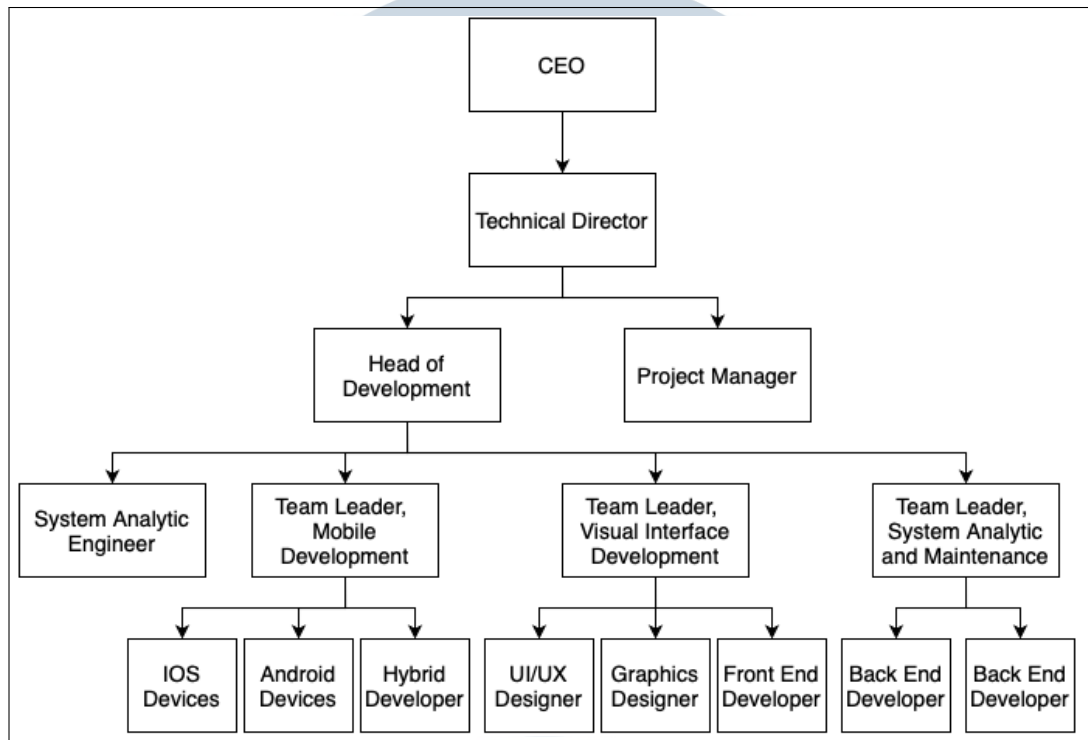 CEO
Technical Director
Head of
Development
Project Manager
System Analytic
Engineer
Team Leader,
Mobile
Development
Team Leader,
Visual Interface
Development
Team Leader,
System Analytic
and Maintenance
IOS
Devices
Android
Devices
Hybrid
Developer
UI/UX
Designer
Graphics
Designer
Front End
Developer
Back End
Developer
Back End
Developer